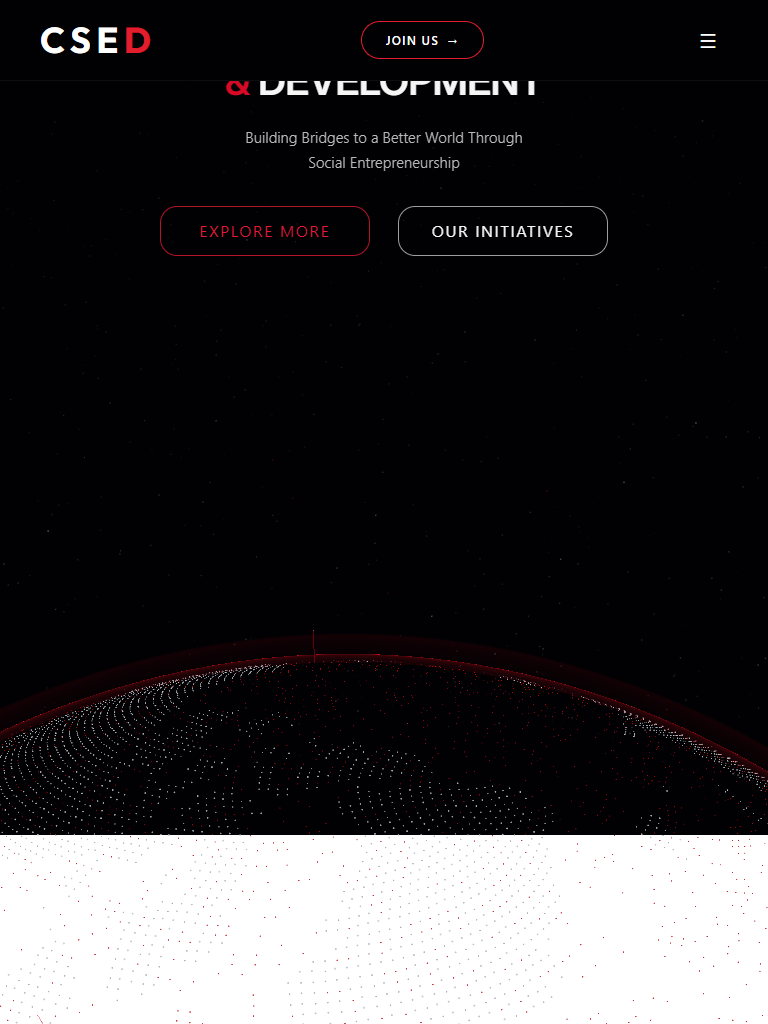 CSED
JOIN US →
☰
& DEVELOPMENT
Building Bridges to a Better World Through
Social Entrepreneurship
EXPLORE MORE
OUR INITIATIVES